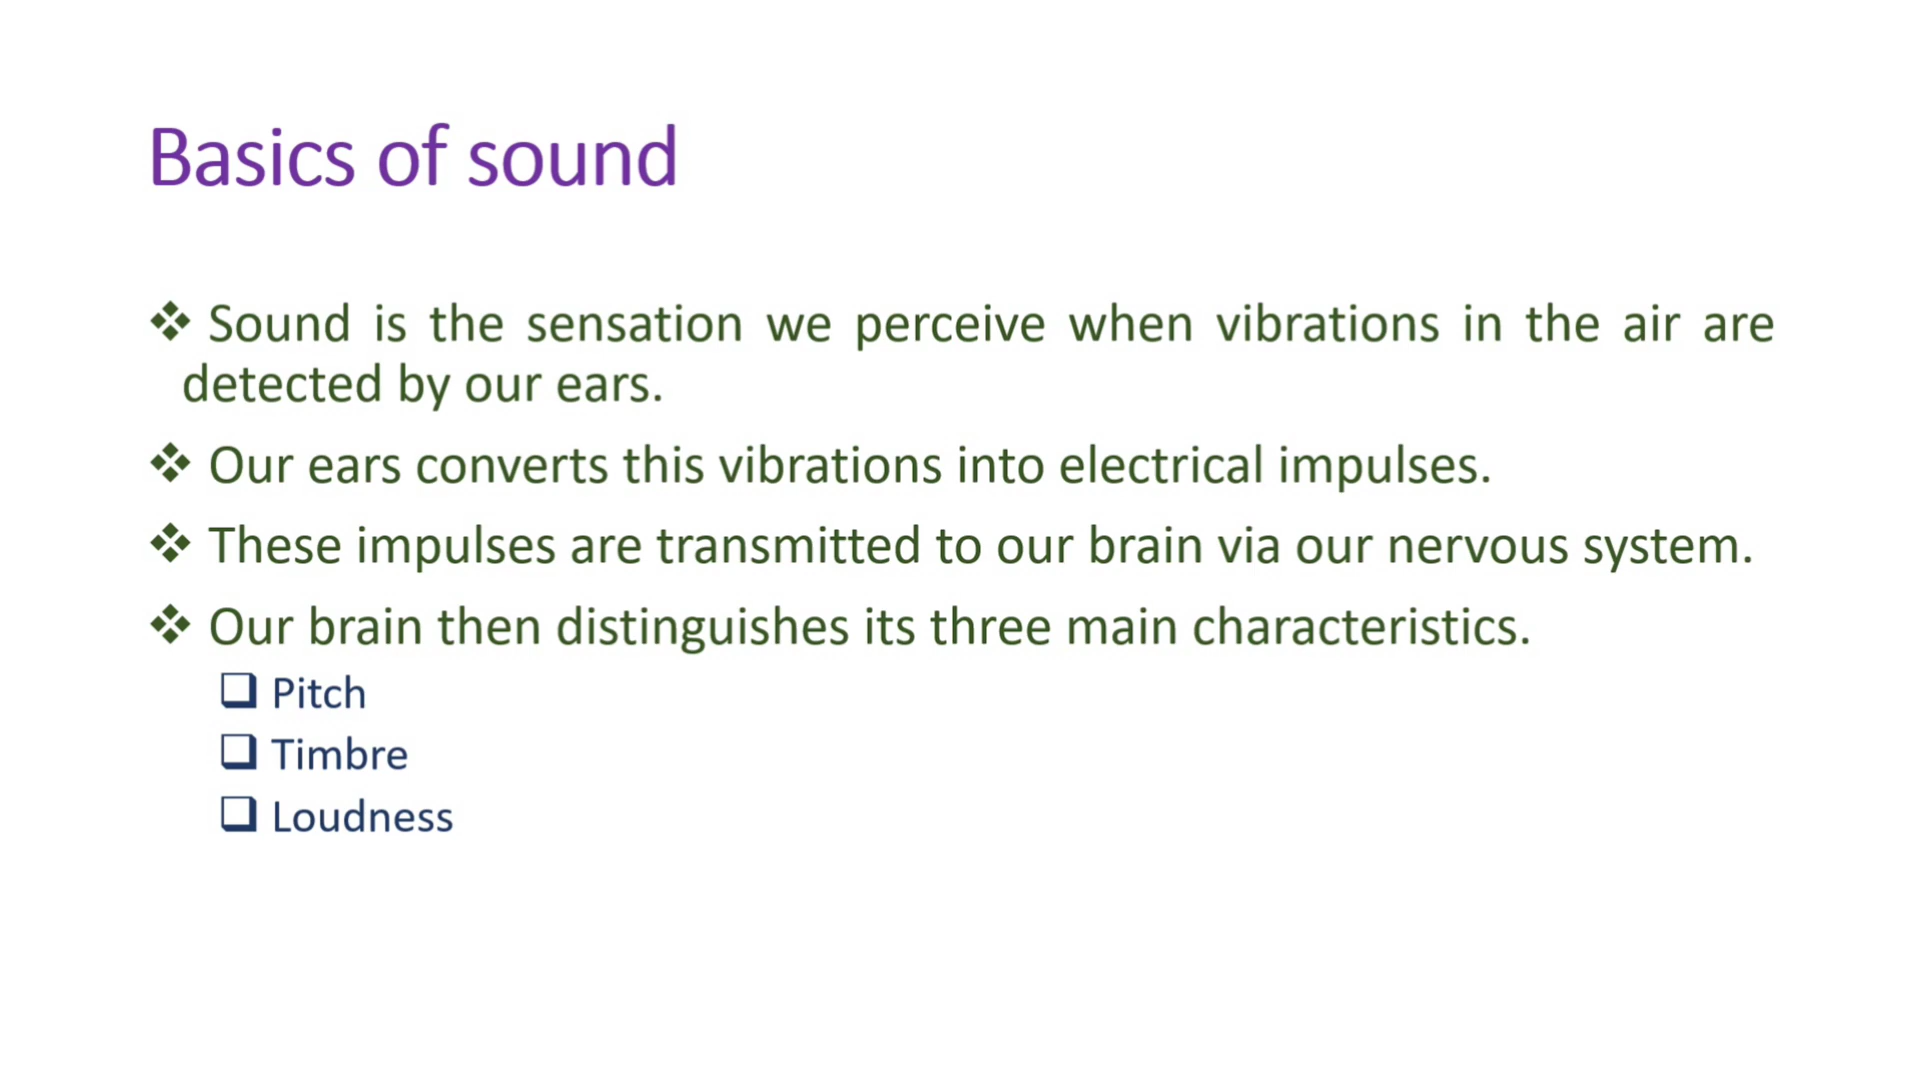 Basics of sound
❖ Sound is the sensation we perceive when vibrations in the air are
detected by our ears.
❖ Our ears converts this vibrations into electrical impulses.
❖ These impulses are transmitted to our brain via our nervous system.
❖ Our brain then distinguishes its three main characteristics.
❑ Pitch
❑ Timbre
❑ Loudness